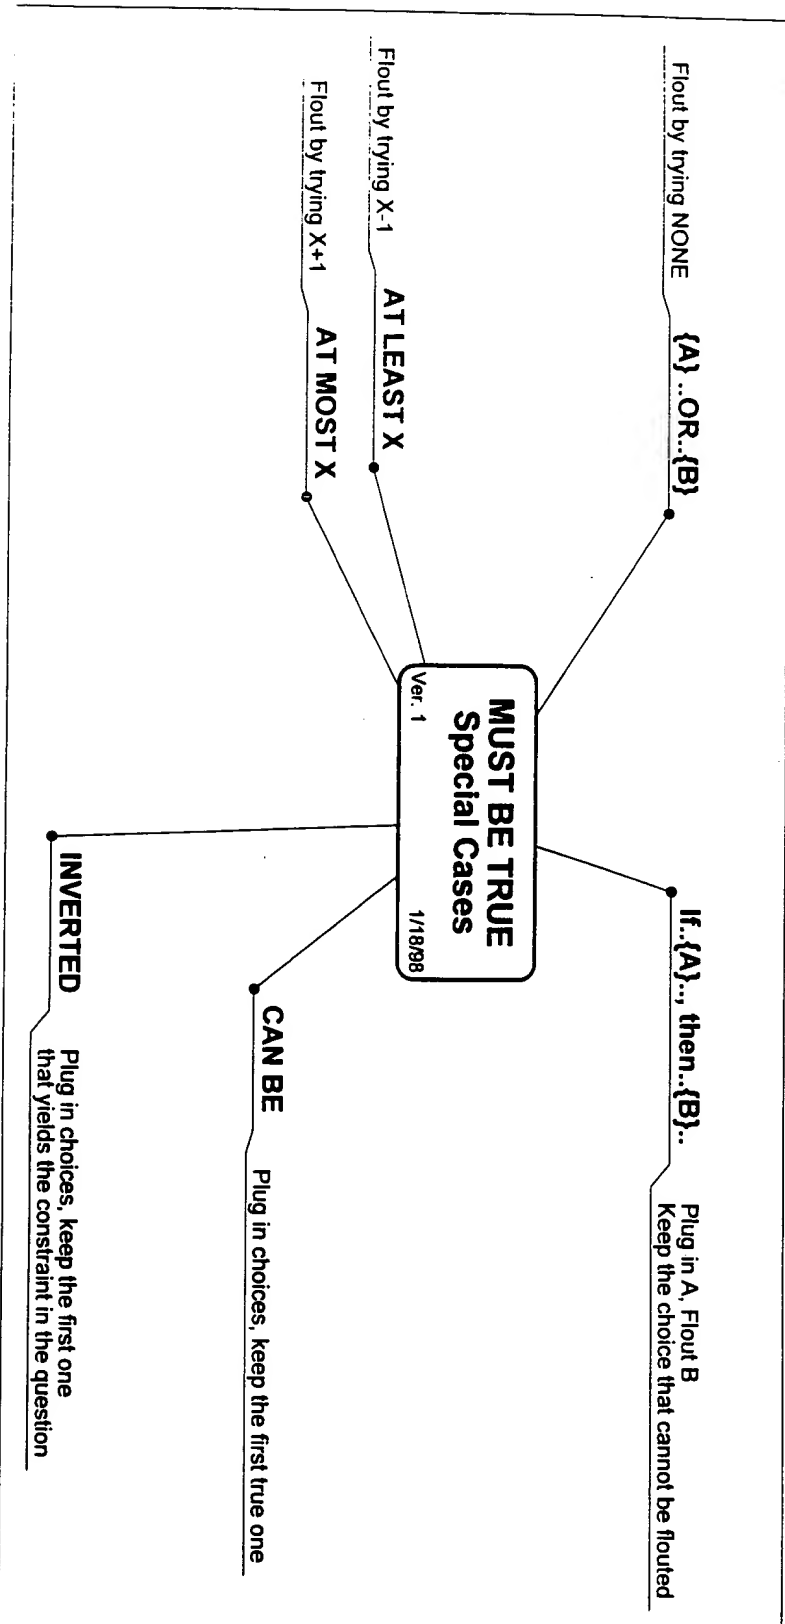 MUST BE TRUE
Special Cases
Ver. 1
1/18/98
{A} ..OR..{B}
Flout by trying NONE
AT LEAST X
Flout by trying X-1
AT MOST X
Flout by trying X+1
If..{A}.., then..{B}..
Plug in A, Flout B
Keep the choice that cannot be flouted
CAN BE
Plug in choices, keep the first true one
INVERTED
Plug in choices, keep the first one
that yields the constraint in the question